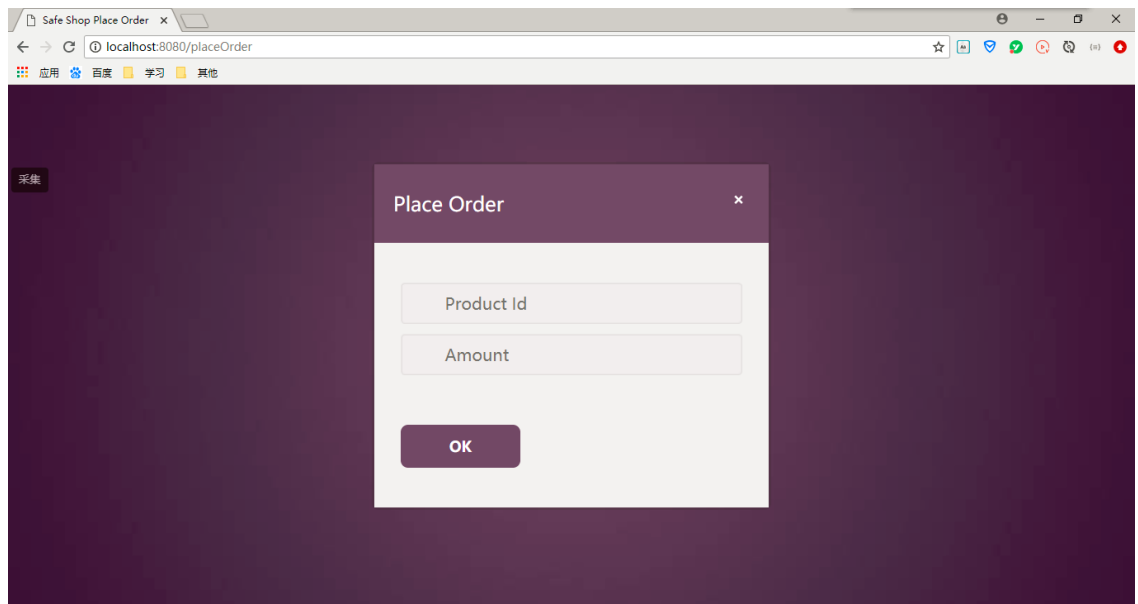 Safe Shop Place Order
localhost:8080/placeOrder
应用 百度 学习 其他
采集
Place Order
Product Id
Amount
OK